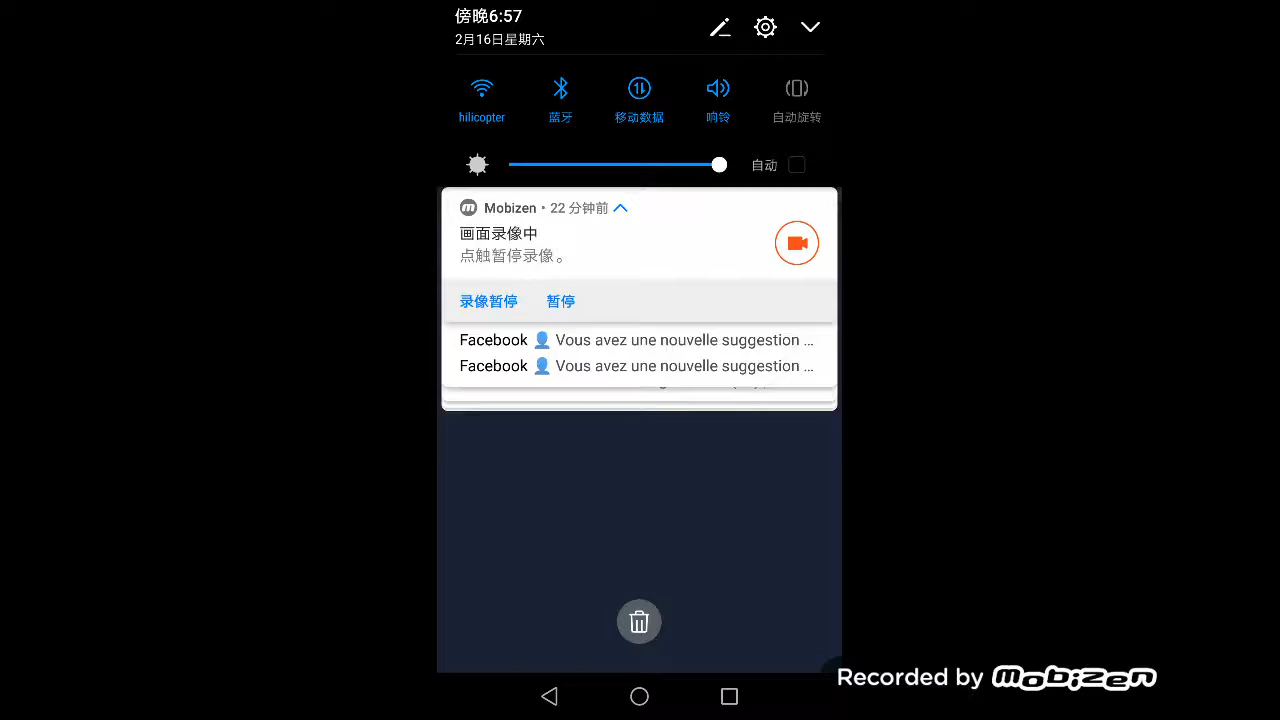 傍晚6:57
2月16日星期六
hilicopter
蓝牙
移动数据
响铃
自动旋转
自动
Mobizen • 22 分钟前
画面录像中
点触暂停录像。
录像暂停 暂停
Facebook 👤 Vous avez une nouvelle suggestion ...
Facebook 👤 Vous avez une nouvelle suggestion ...
Recorded by mobizen